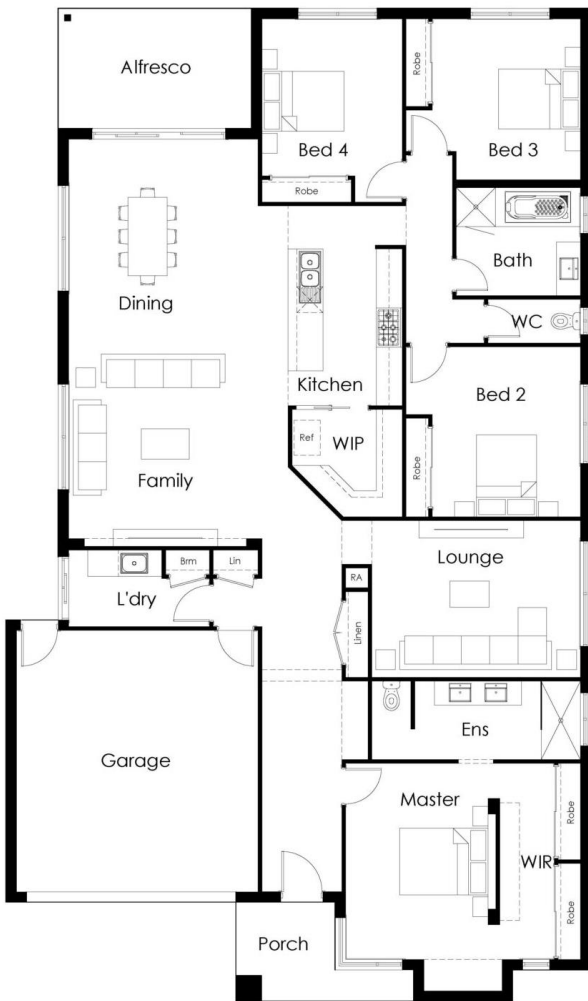 Alfresco
Robe
Bed 4
Bed 3
Robe
Bath
Dining
WC
Kitchen
Bed 2
Ref
WIP
Robe
Family
Brm
Lin
Lounge
RA
L'dry
Linen
Ens
Garage
Master
Robe
WIR
Robe
Porch